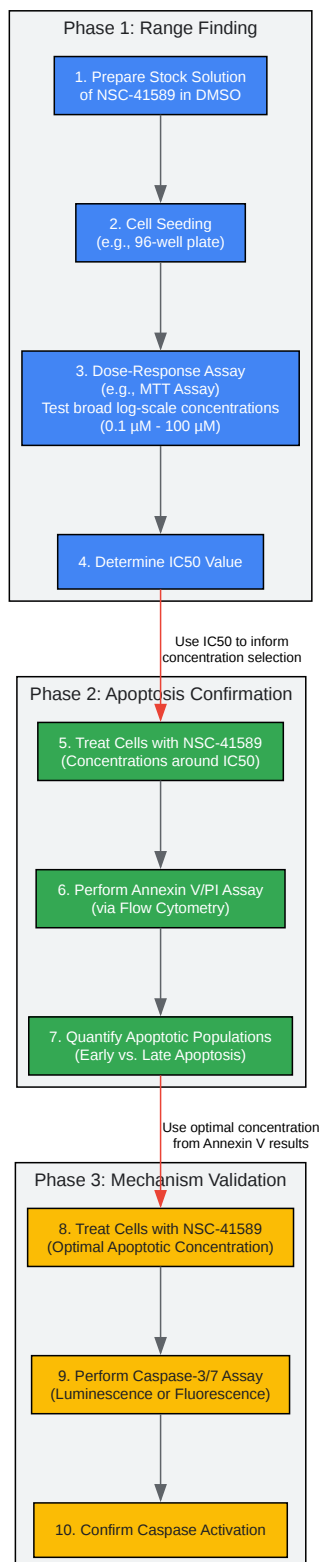 Phase 1: Range Finding
1. Prepare Stock Solution
of NSC-41589 in DMSO
2. Cell Seeding
(e.g., 96-well plate)
3. Dose-Response Assay
(e.g., MTT Assay)
Test broad log-scale concentrations
(0.1 µM - 100 µM)
4. Determine IC50 Value
Use IC50 to inform
concentration selection
Phase 2: Apoptosis Confirmation
5. Treat Cells with NSC-41589
(Concentrations around IC50)
6. Perform Annexin V/PI Assay
(via Flow Cytometry)
7. Quantify Apoptotic Populations
(Early vs. Late Apoptosis)
Use optimal concentration
from Annexin V results
Phase 3: Mechanism Validation
8. Treat Cells with NSC-41589
(Optimal Apoptotic Concentration)
9. Perform Caspase-3/7 Assay
(Luminescence or Fluorescence)
10. Confirm Caspase Activation